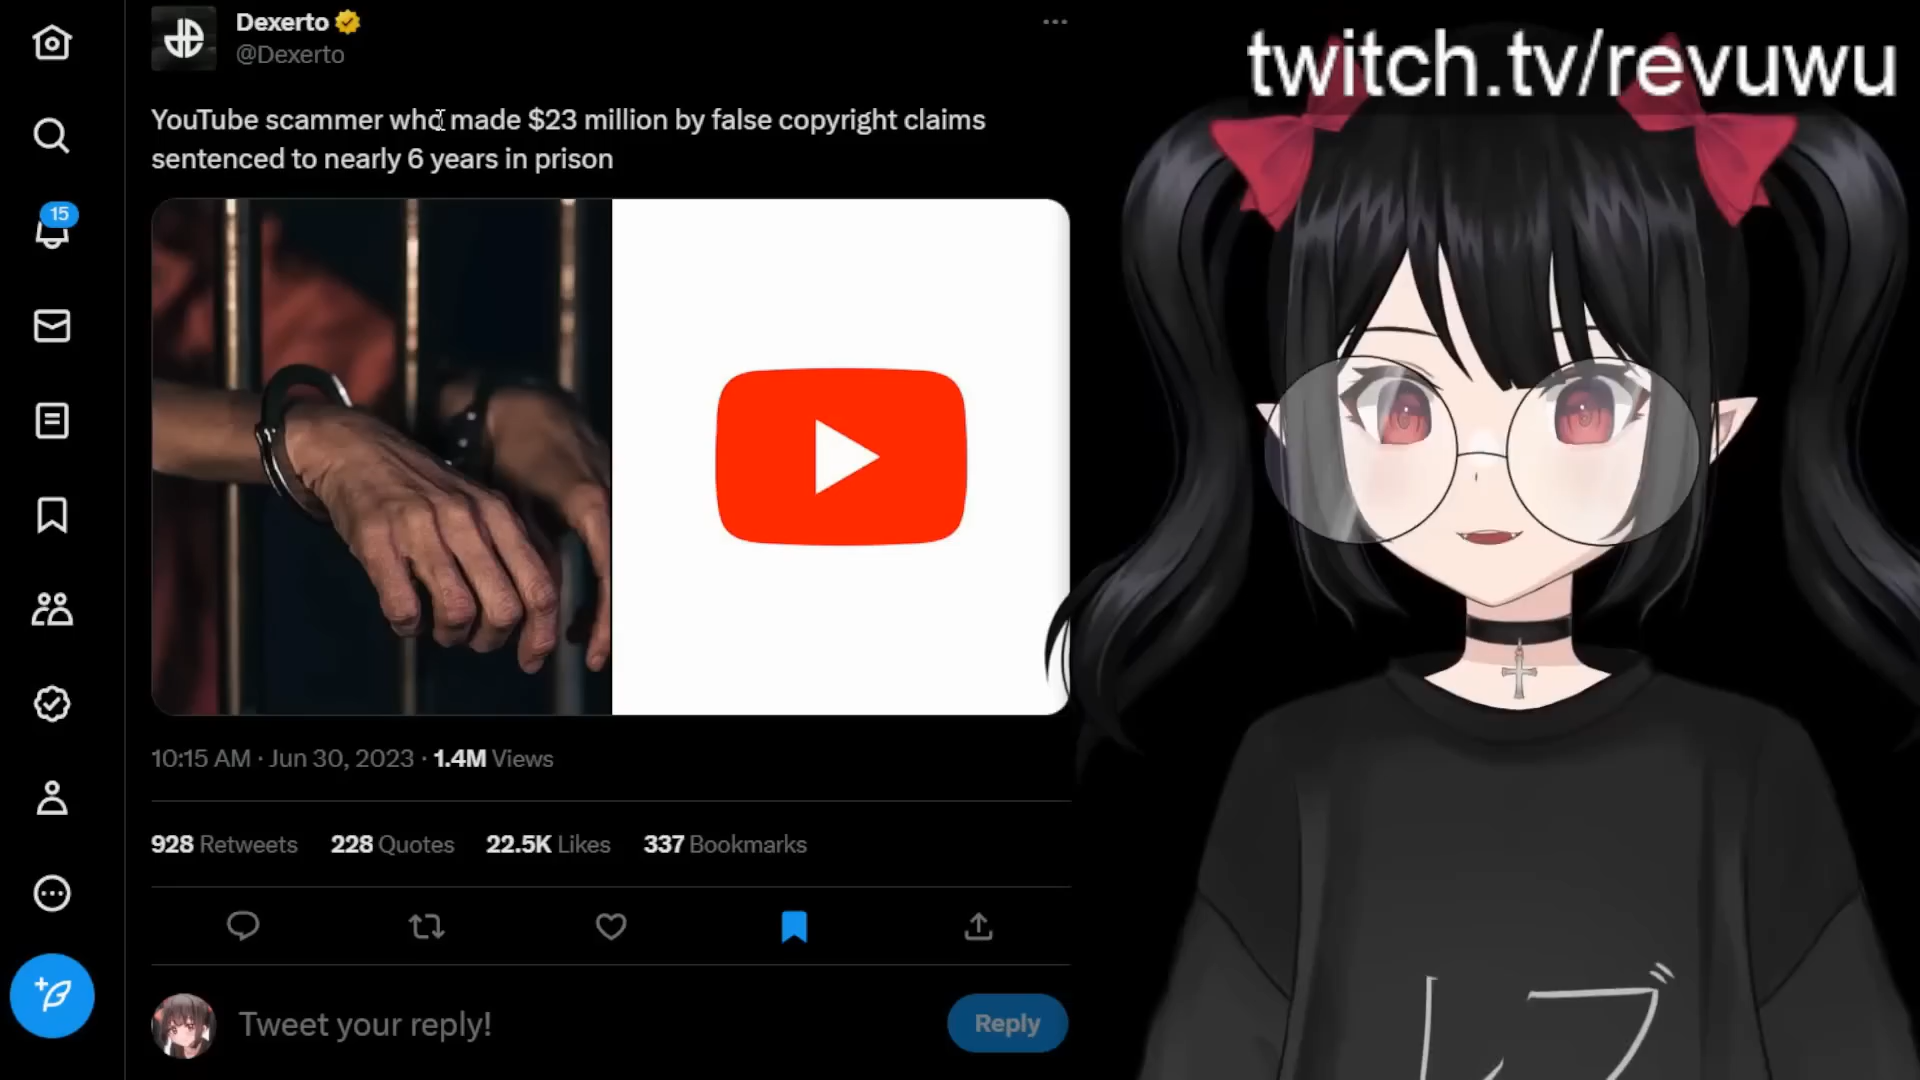 Dexerto
@Dexerto
twitch.tv/revuwu
YouTube scammer who made $23 million by false copyright claims
sentenced to nearly 6 years in prison
15
10:15 AM · Jun 30, 2023 · 1.4M Views
928 Retweets 228 Quotes 22.5K Likes 337 Bookmarks
Tweet your reply!
Reply
レブ